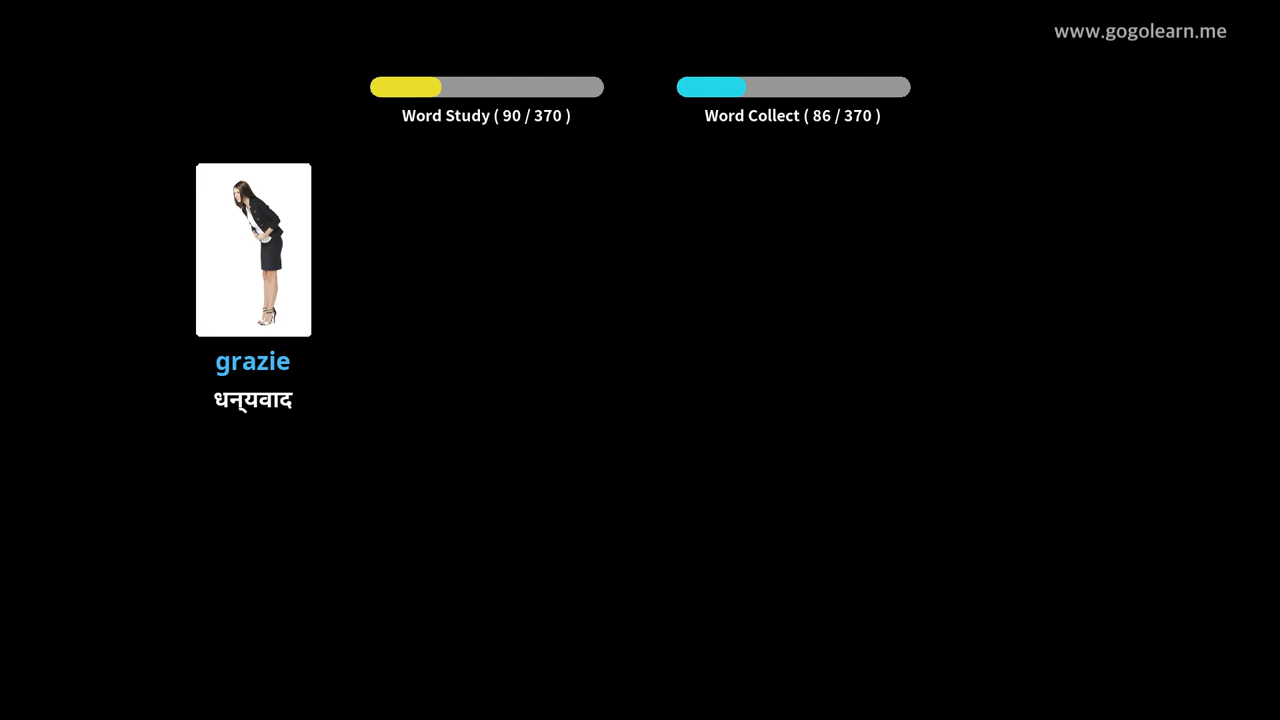 www.gogolearn.me
Word Study ( 90 / 370 )
Word Collect ( 86 / 370 )
grazie
धन्यवाद